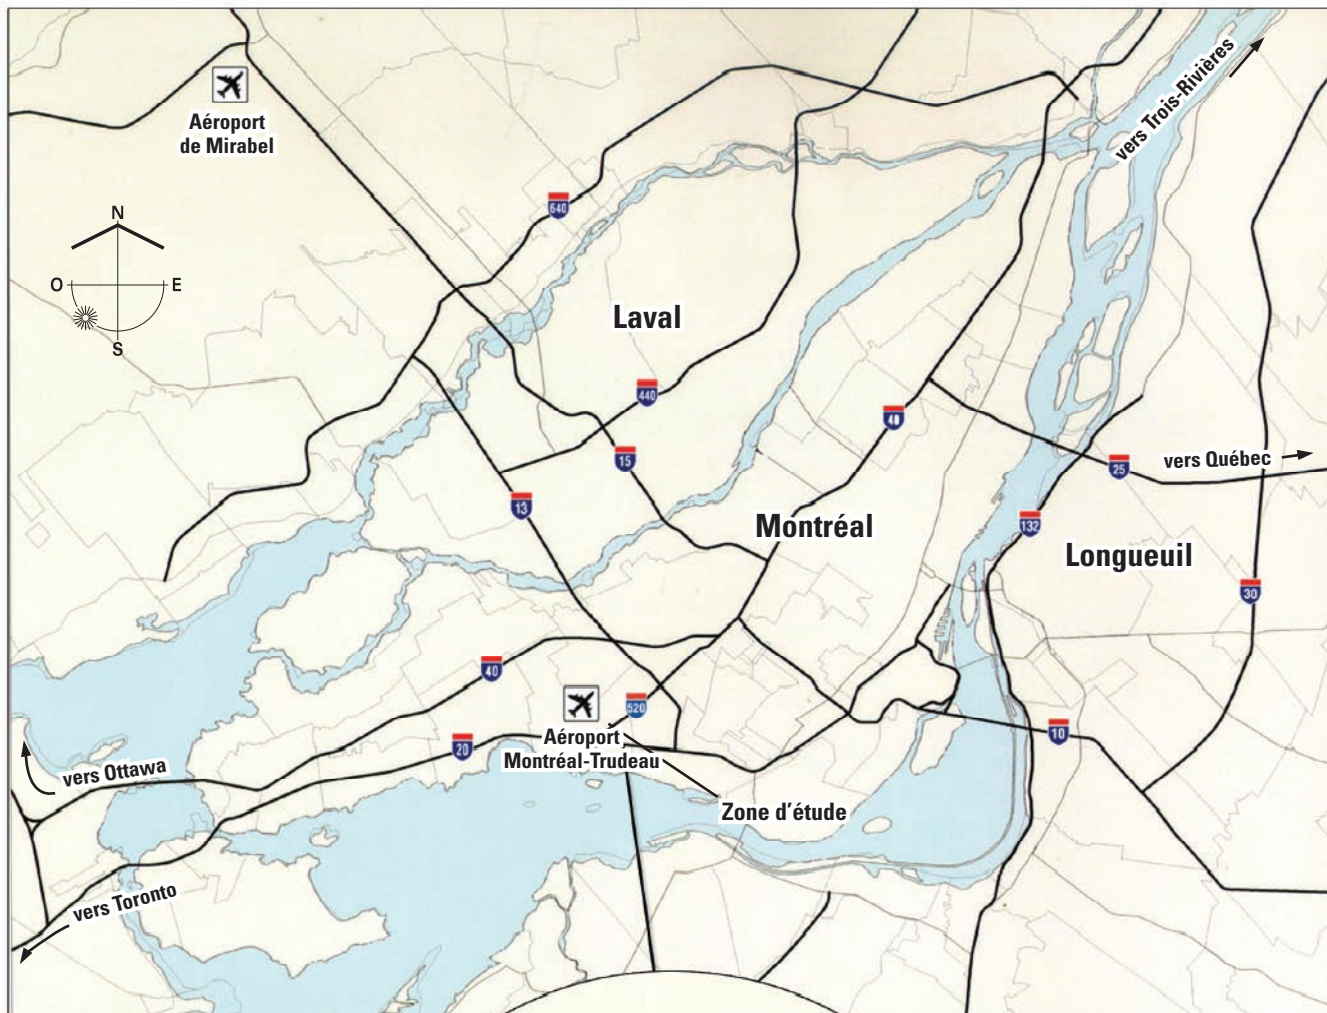 vers Trois-Rivières
Aéroport
de Mirabel
640
N
O
E
S
Laval
440
40
15
25
vers Québec
13
Montréal
132
Longueuil
30
40
520
Aéroport
Montréal-Trudeau
20
10
vers Ottawa
Zone d'étude
vers Toronto